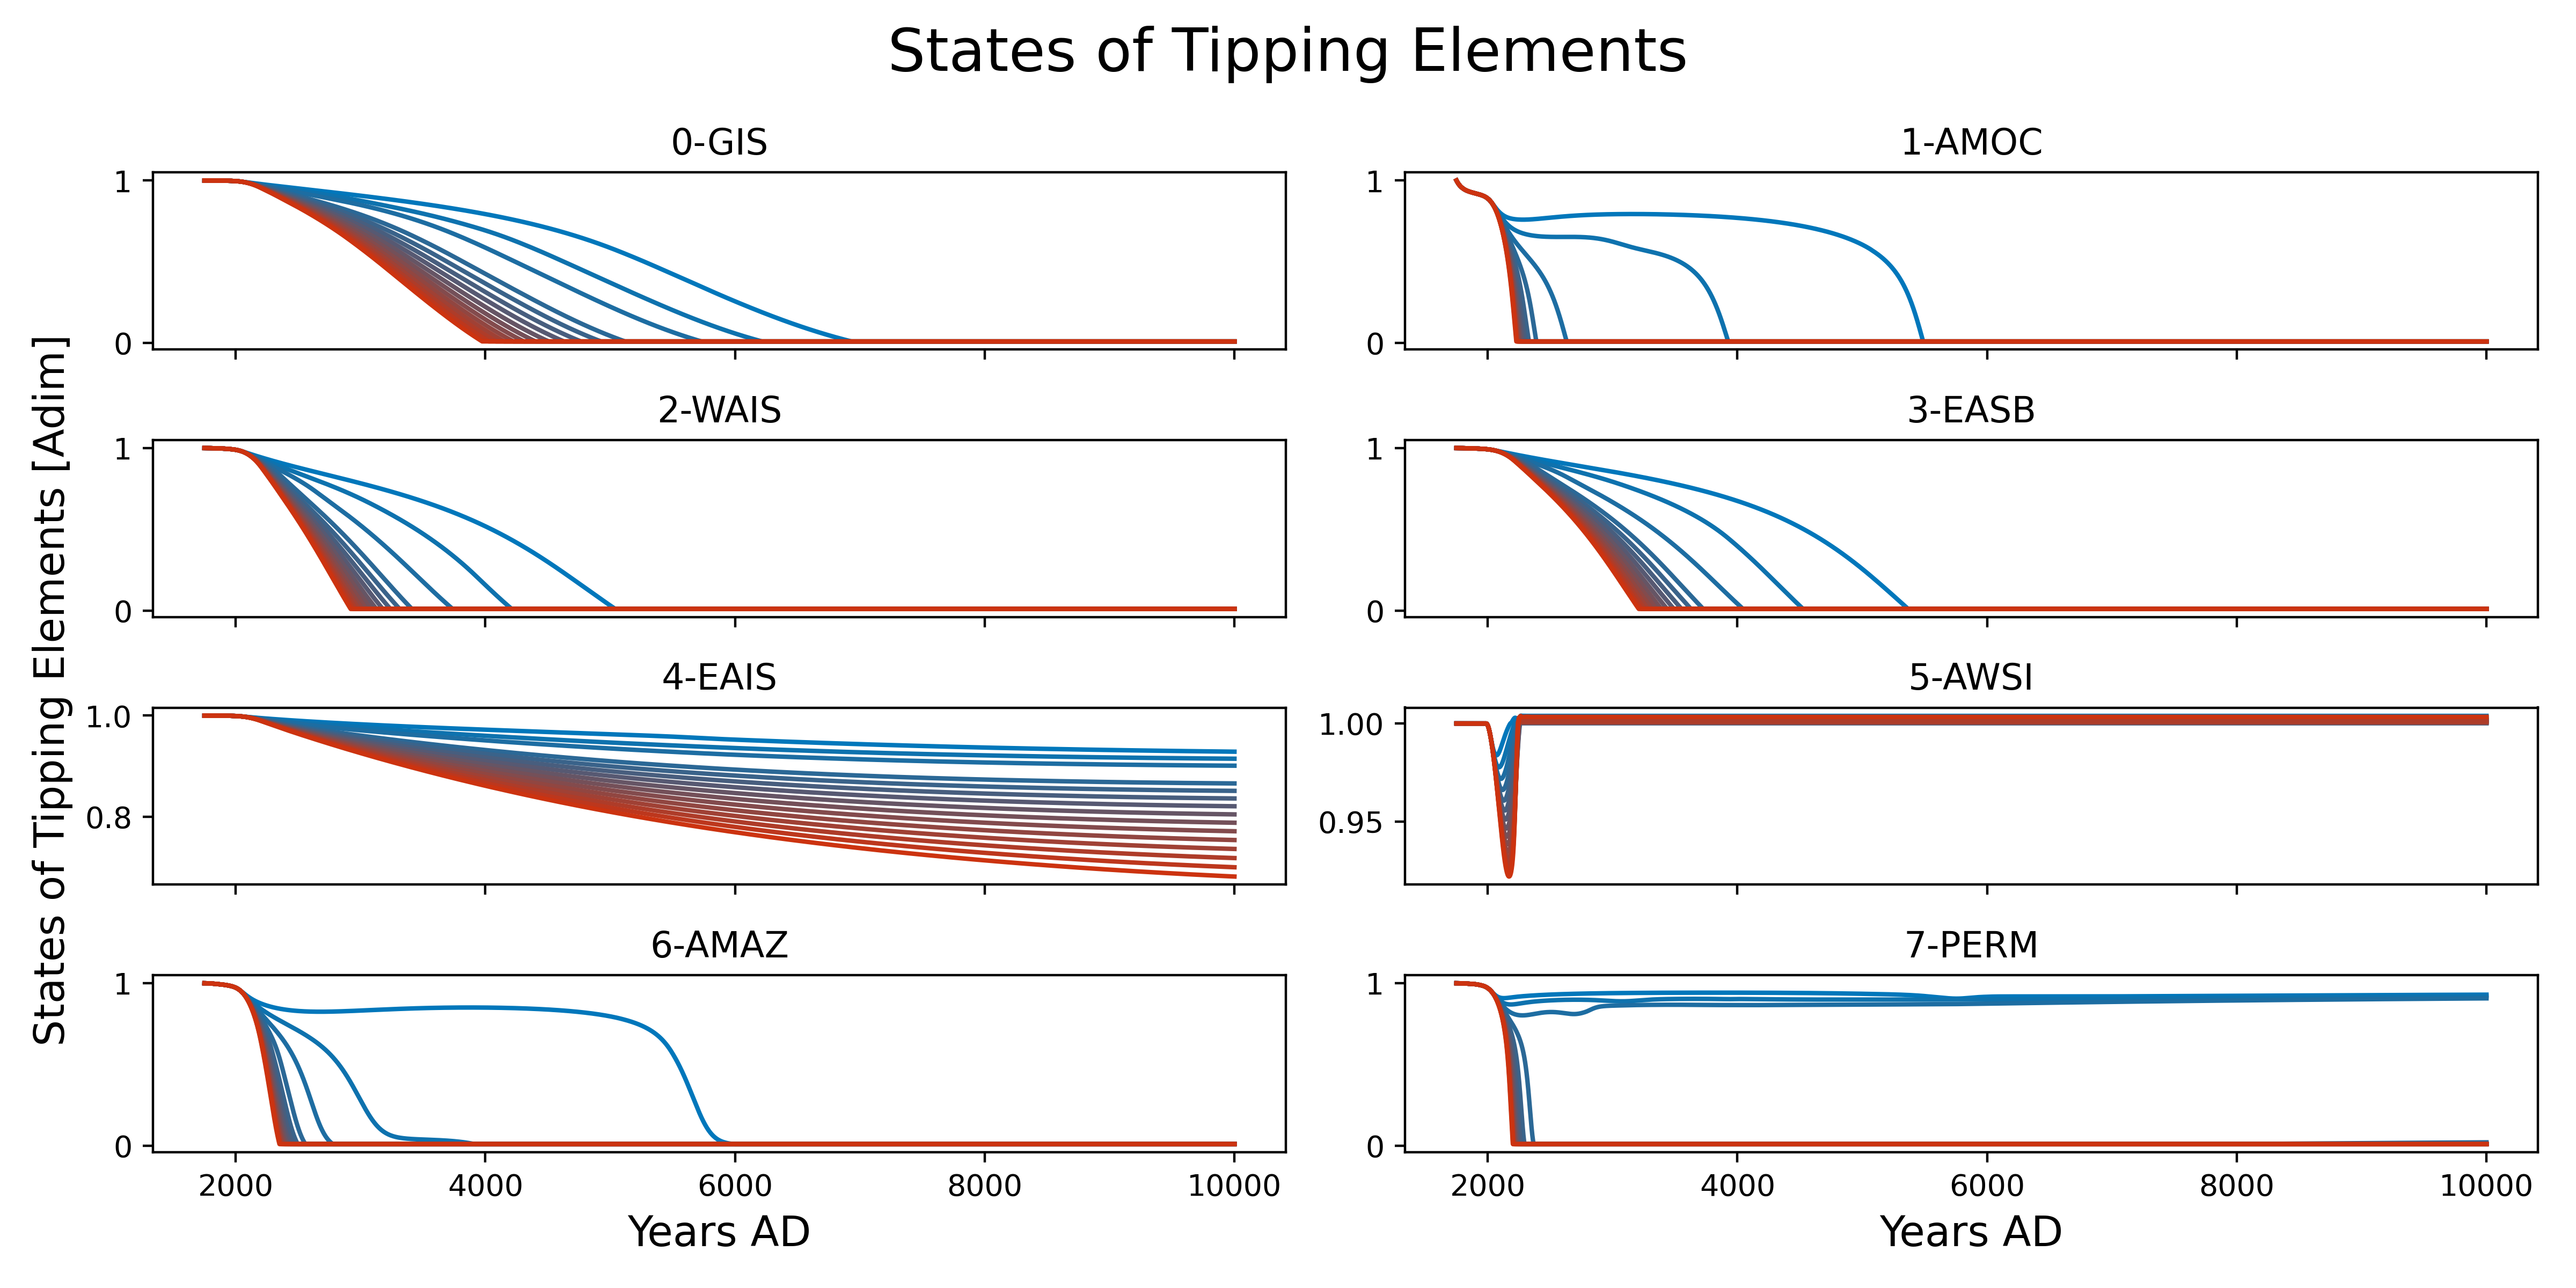 States of Tipping Elements
States of Tipping Elements [Adim]
0-GIS
1
0
1-AMOC
1
0
2-WAIS
1
0
3-EASB
1
0
4-EAIS
1.0
0.8
5-AWSI
1.00
0.95
6-AMAZ
1
0
2000 4000 6000 8000 10000
Years AD
7-PERM
1
0
2000 4000 6000 8000 10000
Years AD